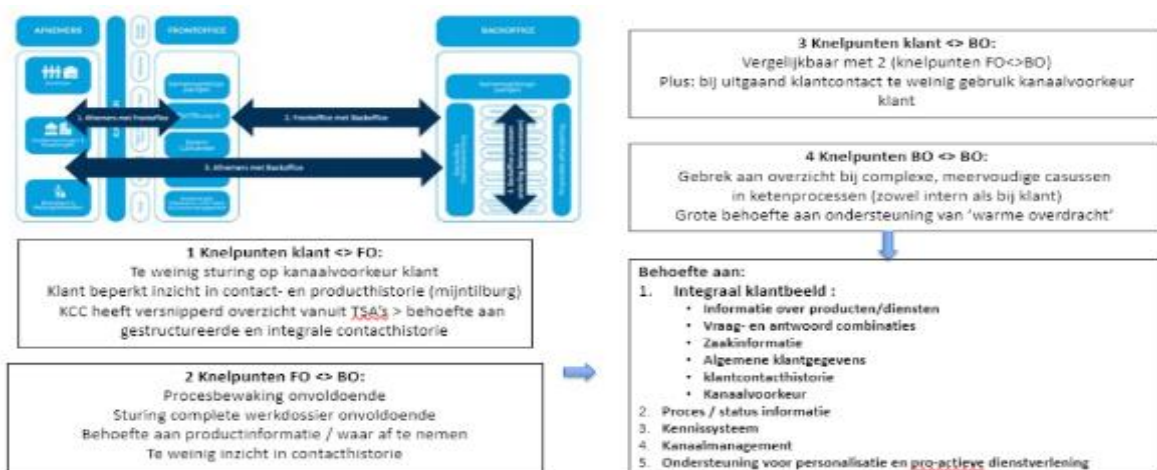 AFNEMERS
FRONTOFFICE
BACKOFFICE
1. Afnemers met Frontoffice
2. Frontoffice met Backoffice
3. Afnemers met Backoffice
1 Knelpunten klant <> FO:
Te weinig sturing op kanaalvoorkeur klant
Klant beperkt inzicht in contact- en producthistorie (mijntilburg)
KCC heeft versnipperd overzicht vanuit TSA's > behoefte aan
gestructureerde en integrale contacthistorie
2 Knelpunten FO <> BO:
Procesbewaking onvoldoende
Sturing complete werkdossier onvoldoende
Behoefte aan productinformatie / waar af te nemen
Te weinig inzicht in contacthistorie
3 Knelpunten klant <> BO:
Vergelijkbaar met 2 (knelpunten FO<>BO)
Plus: bij uitgaand klantcontact te weinig gebruik kanaalvoorkeur
klant
4 Knelpunten BO <> BO:
Gebrek aan overzicht bij complexe, meervoudige casussen
in ketenprocessen (zowel intern als bij klant)
Grote behoefte aan ondersteuning van 'warme overdracht'
Behoefte aan:
1. Integraal klantbeeld :
• Informatie over producten/diensten
• Vraag- en antwoord combinaties
• Zaakinformatie
• Algemene klantgegevens
• klantcontacthistorie
• Kanaalvoorkeur
2. Proces / status informatie
3. Kennissysteem
4. Kanaalmanagement
5. Ondersteuning voor personalisatie en pro-actieve dienstverlening